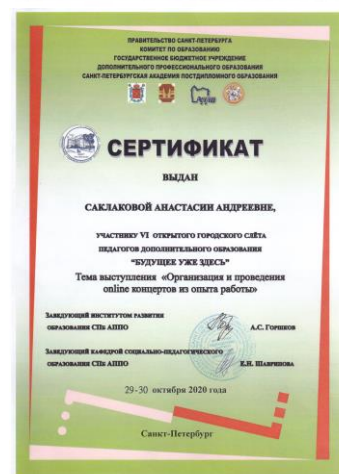 ПРАВИТЕЛЬСТВО САНКТ-ПЕТЕРБУРГА
КОМИТЕТ ПО ОБРАЗОВАНИЮ
ГОСУДАРСТВЕННОЕ БЮДЖЕТНОЕ УЧРЕЖДЕНИЕ
ДОПОЛНИТЕЛЬНОГО ПРОФЕССИОНАЛЬНОГО ОБРАЗОВАНИЯ
САНКТ-ПЕТЕРБУРГСКАЯ АКАДЕМИЯ ПОСТДИПЛОМНОГО ОБРАЗОВАНИЯ
СЕРТИФИКАТ
ВЫДАН
САКЛАКОВОЙ АНАСТАСИИ АНДРЕЕВНЕ,
УЧАСТНИКУ VI ОТКРЫТОГО ГОРОДСКОГО СЛЁТА
ПЕДАГОГОВ ДОПОЛНИТЕЛЬНОГО ОБРАЗОВАНИЯ
"БУДУЩЕЕ УЖЕ ЗДЕСЬ"
Тема выступления «Организация и проведения
online концертов из опыта работы»
ЗАВЕДУЮЩИЙ ИНСТИТУТОМ РАЗВИТИЯ
ОБРАЗОВАНИЯ СПб АППО А.С. ГОРШКОВ
ЗАВЕДУЮЩИЙ КАФЕДРОЙ СОЦИАЛЬНО-ПЕДАГОГИЧЕСКОГО
ОБРАЗОВАНИЯ СПб АППО Е.Н. ШАВРИНОВА
29-30 октября 2020 года
Санкт-Петербург